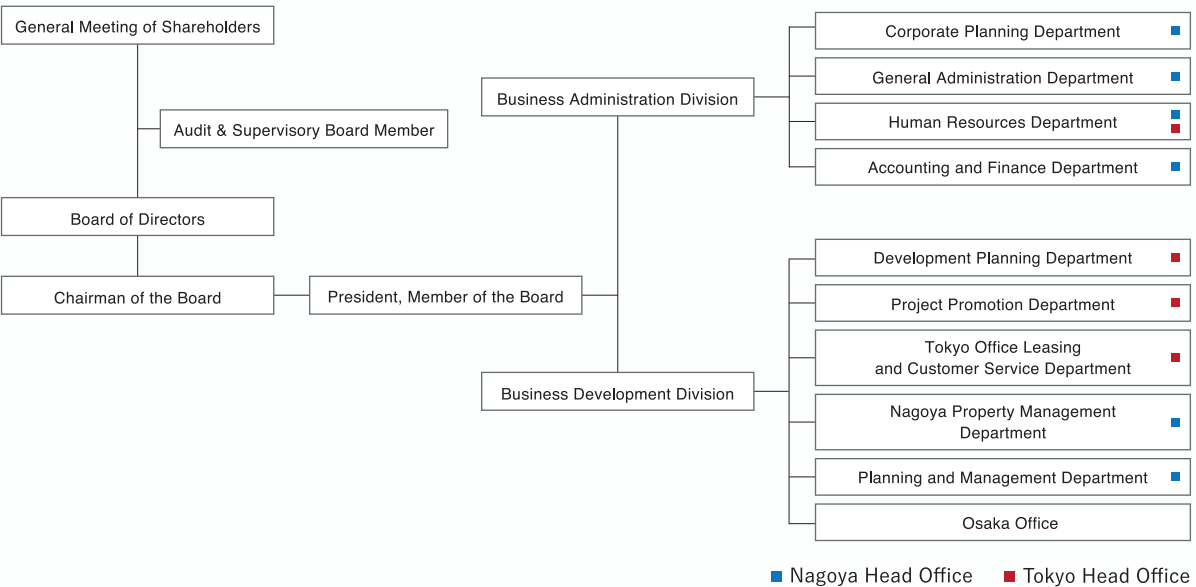 General Meeting of Shareholders
Audit & Supervisory Board Member
Board of Directors
Chairman of the Board
President, Member of the Board
Business Administration Division
Corporate Planning Department
General Administration Department
Human Resources Department
Accounting and Finance Department
Business Development Division
Development Planning Department
Project Promotion Department
Tokyo Office Leasing
and Customer Service Department
Nagoya Property Management
Department
Planning and Management Department
Osaka Office
Nagoya Head Office
Tokyo Head Office